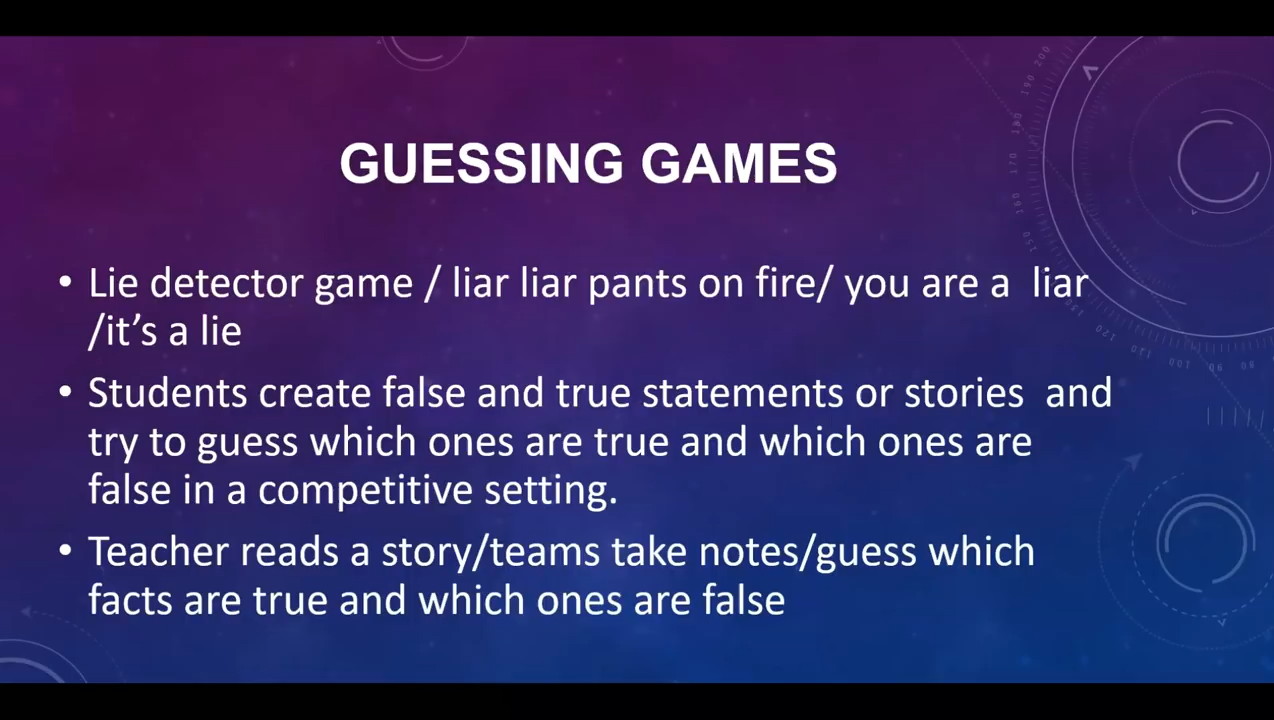 GUESSING GAMES
• Lie detector game / liar liar pants on fire/ you are a  liar
/it’s a lie
• Students create false and true statements or stories  and
try to guess which ones are true and which ones are
false in a competitive setting.
• Teacher reads a story/teams take notes/guess which
facts are true and which ones are false